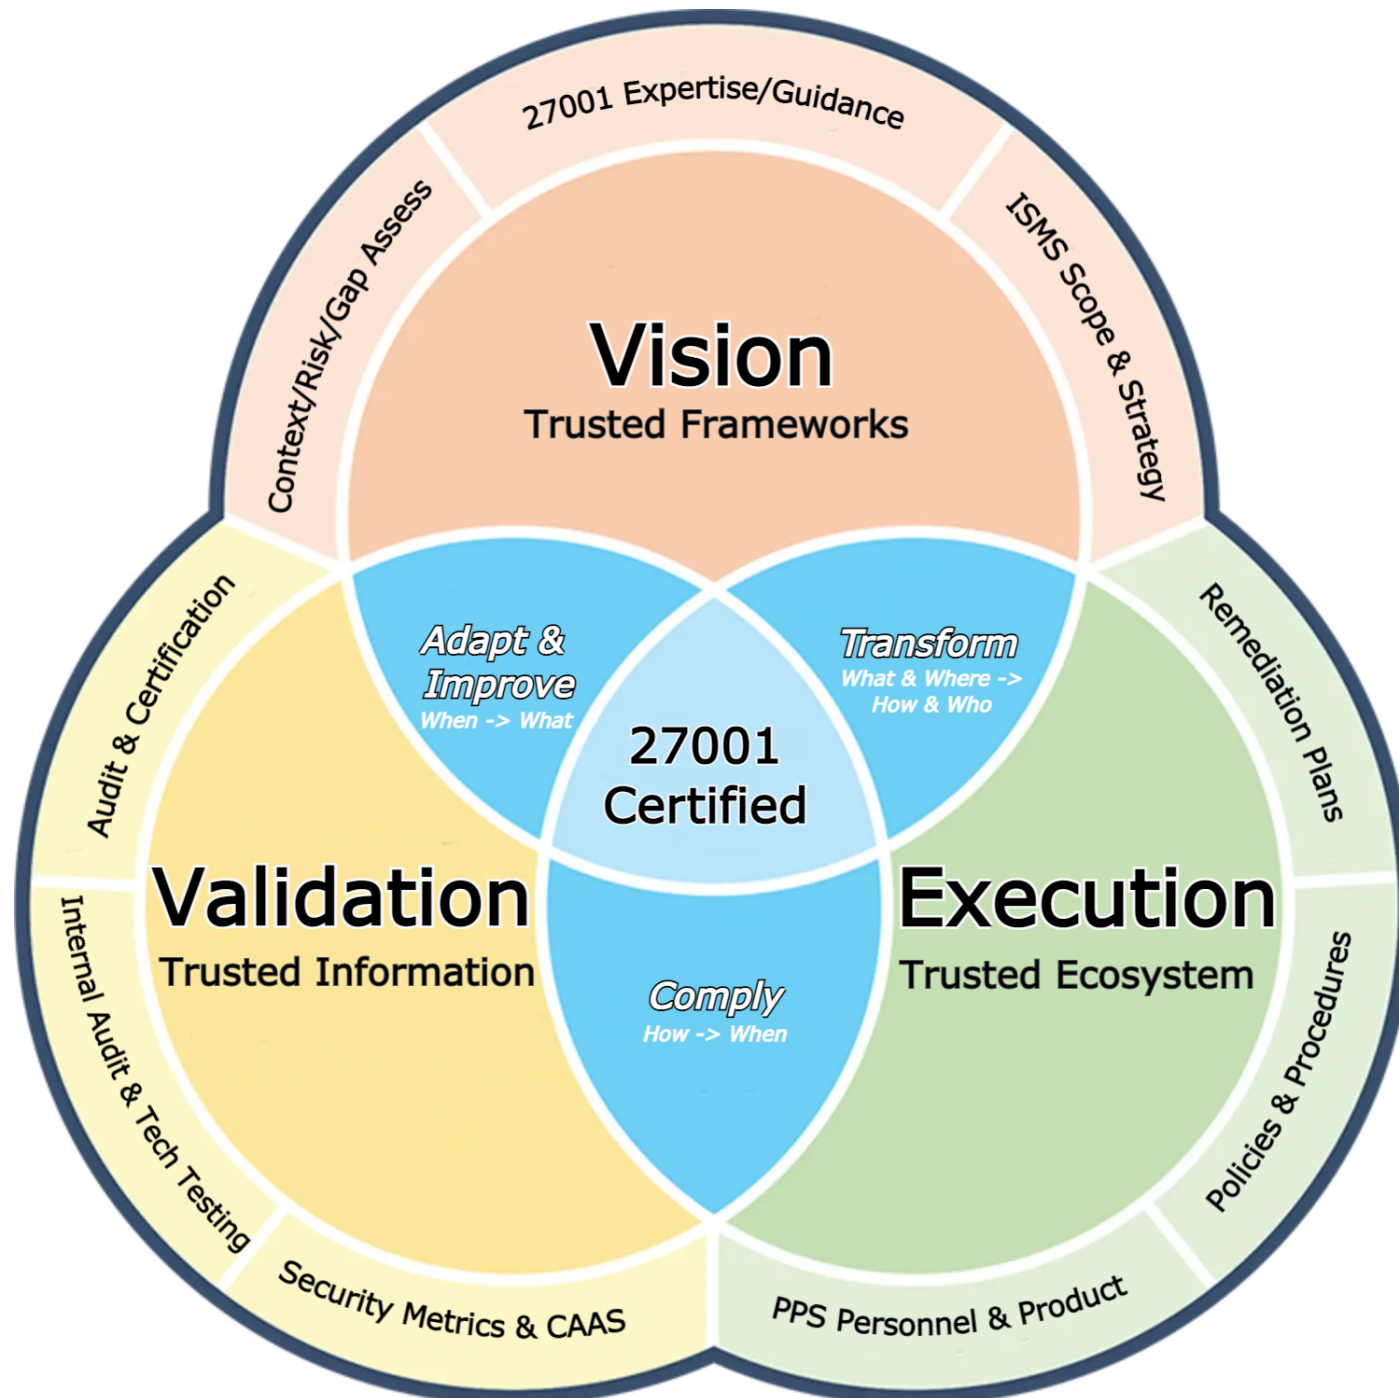 27001 Expertise/Guidance
Context/Risk/Gap Assess
ISMS Scope & Strategy
Vision
Trusted Frameworks
Adapt &
Improve
When -> What
Transform
What & Where ->
How & Who
27001
Certified
Audit & Certification
Remediation Plans
Validation
Trusted Information
Execution
Trusted Ecosystem
Comply
How -> When
Internal Audit & Tech Testing
Policies & Procedures
Security Metrics & CAAS
PPS Personnel & Product